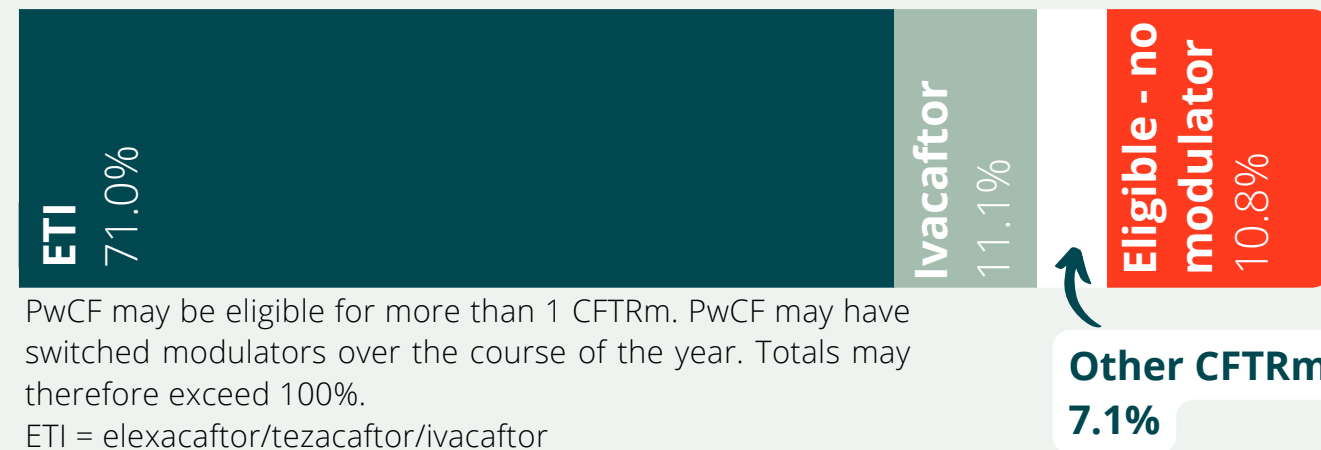 ETI
71.0%
Ivacaftor
11.1%
Eligible - no
modulator
10.8%
Other CFTRm
7.1%
PwCF may be eligible for more than 1 CFTRm. PwCF may have
switched modulators over the course of the year. Totals may
therefore exceed 100%.
ETI = elexacaftor/tezacaftor/ivacaftor